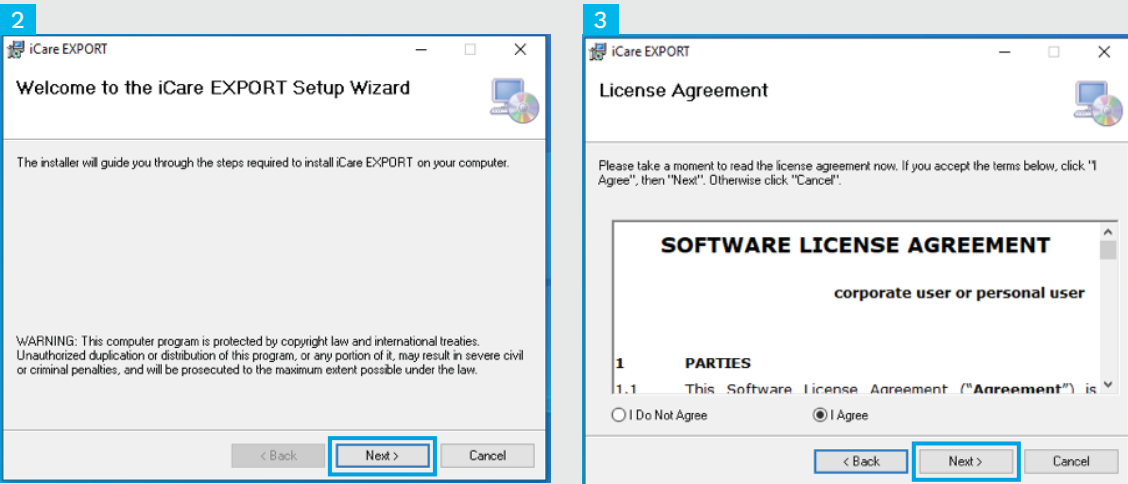 2
iCare EXPORT
Welcome to the iCare EXPORT Setup Wizard
The installer will guide you through the steps required to install iCare EXPORT on your computer.
WARNING: This computer program is protected by copyright law and international treaties.
Unauthorized duplication or distribution of this program, or any portion of it, may result in severe civil
or criminal penalties, and will be prosecuted to the maximum extent possible under the law.
< Back
Next >
Cancel
3
iCare EXPORT
License Agreement
Please take a moment to read the license agreement now. If you accept the terms below, click "I
Agree", then "Next". Otherwise click "Cancel".
SOFTWARE LICENSE AGREEMENT
corporate user or personal user
1 PARTIES
1.1 This Software License Agreement ("Agreement") is
I Do Not Agree
I Agree
< Back
Next >
Cancel